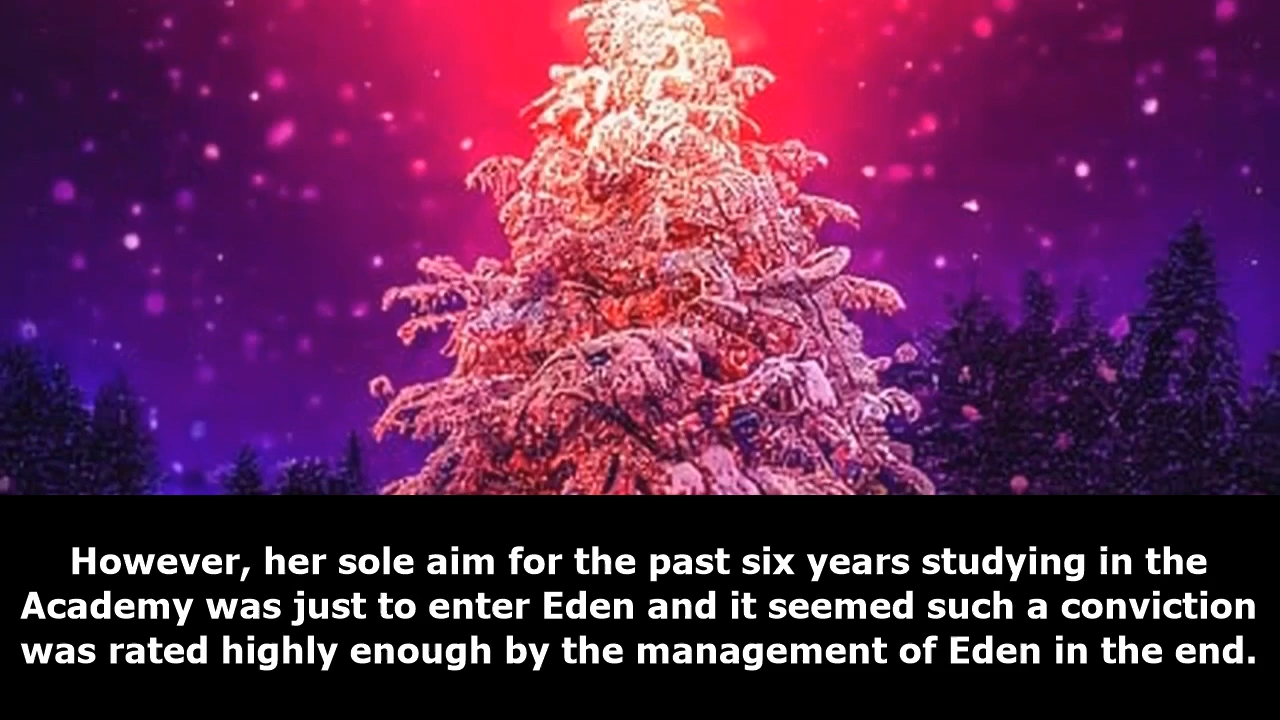 However, her sole aim for the past six years studying in the
Academy was just to enter Eden and it seemed such a conviction
was rated highly enough by the management of Eden in the end.